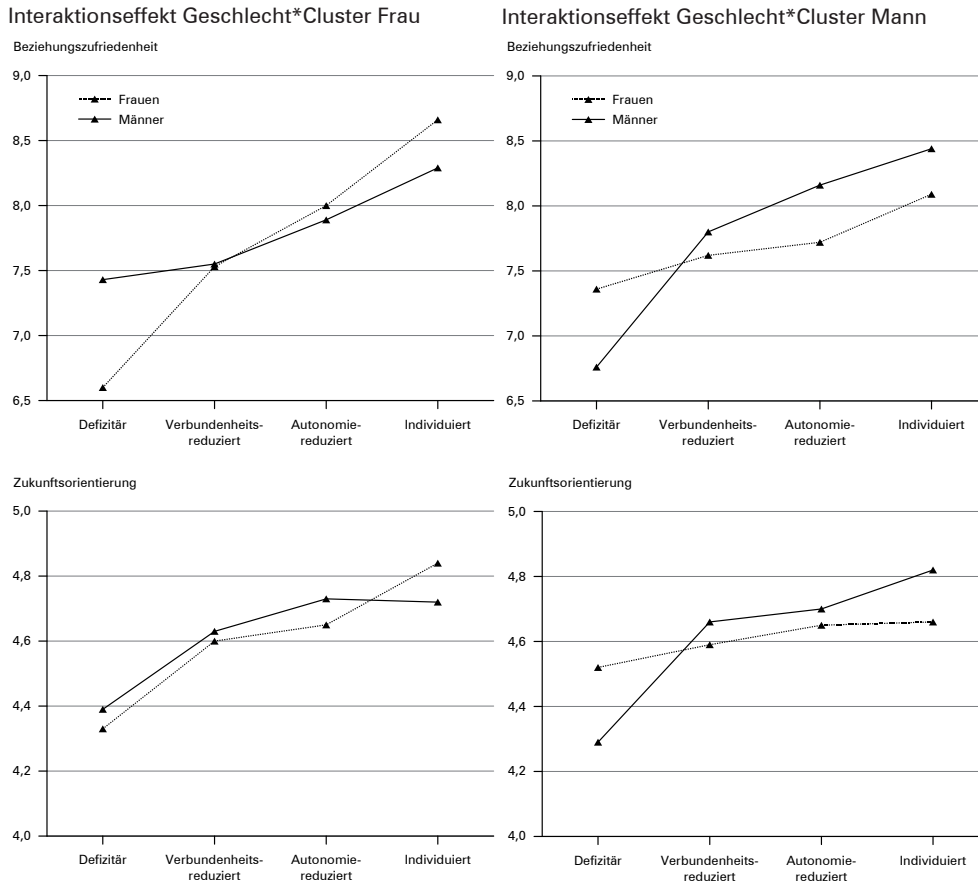 Interaktionseffekt Geschlecht*Cluster Frau
Beziehungszufriedenheit
9,0
8,5
8,0
7,5
7,0
6,5
Frauen
Männer
Defizitär
Verbundenheits-
reduziert
Autonomie-
reduziert
Individuiert
Interaktionseffekt Geschlecht*Cluster Mann
Beziehungszufriedenheit
9,0
8,5
8,0
7,5
7,0
6,5
Frauen
Männer
Defizitär
Verbundenheits-
reduziert
Autonomie-
reduziert
Individuiert
Zukunftsorientierung
5,0
4,8
4,6
4,4
4,2
4,0
Defizitär
Verbundenheits-
reduziert
Autonomie-
reduziert
Individuiert
Zukunftsorientierung
5,0
4,8
4,6
4,4
4,2
4,0
Defizitär
Verbundenheits-
reduziert
Autonomie-
reduziert
Individuiert